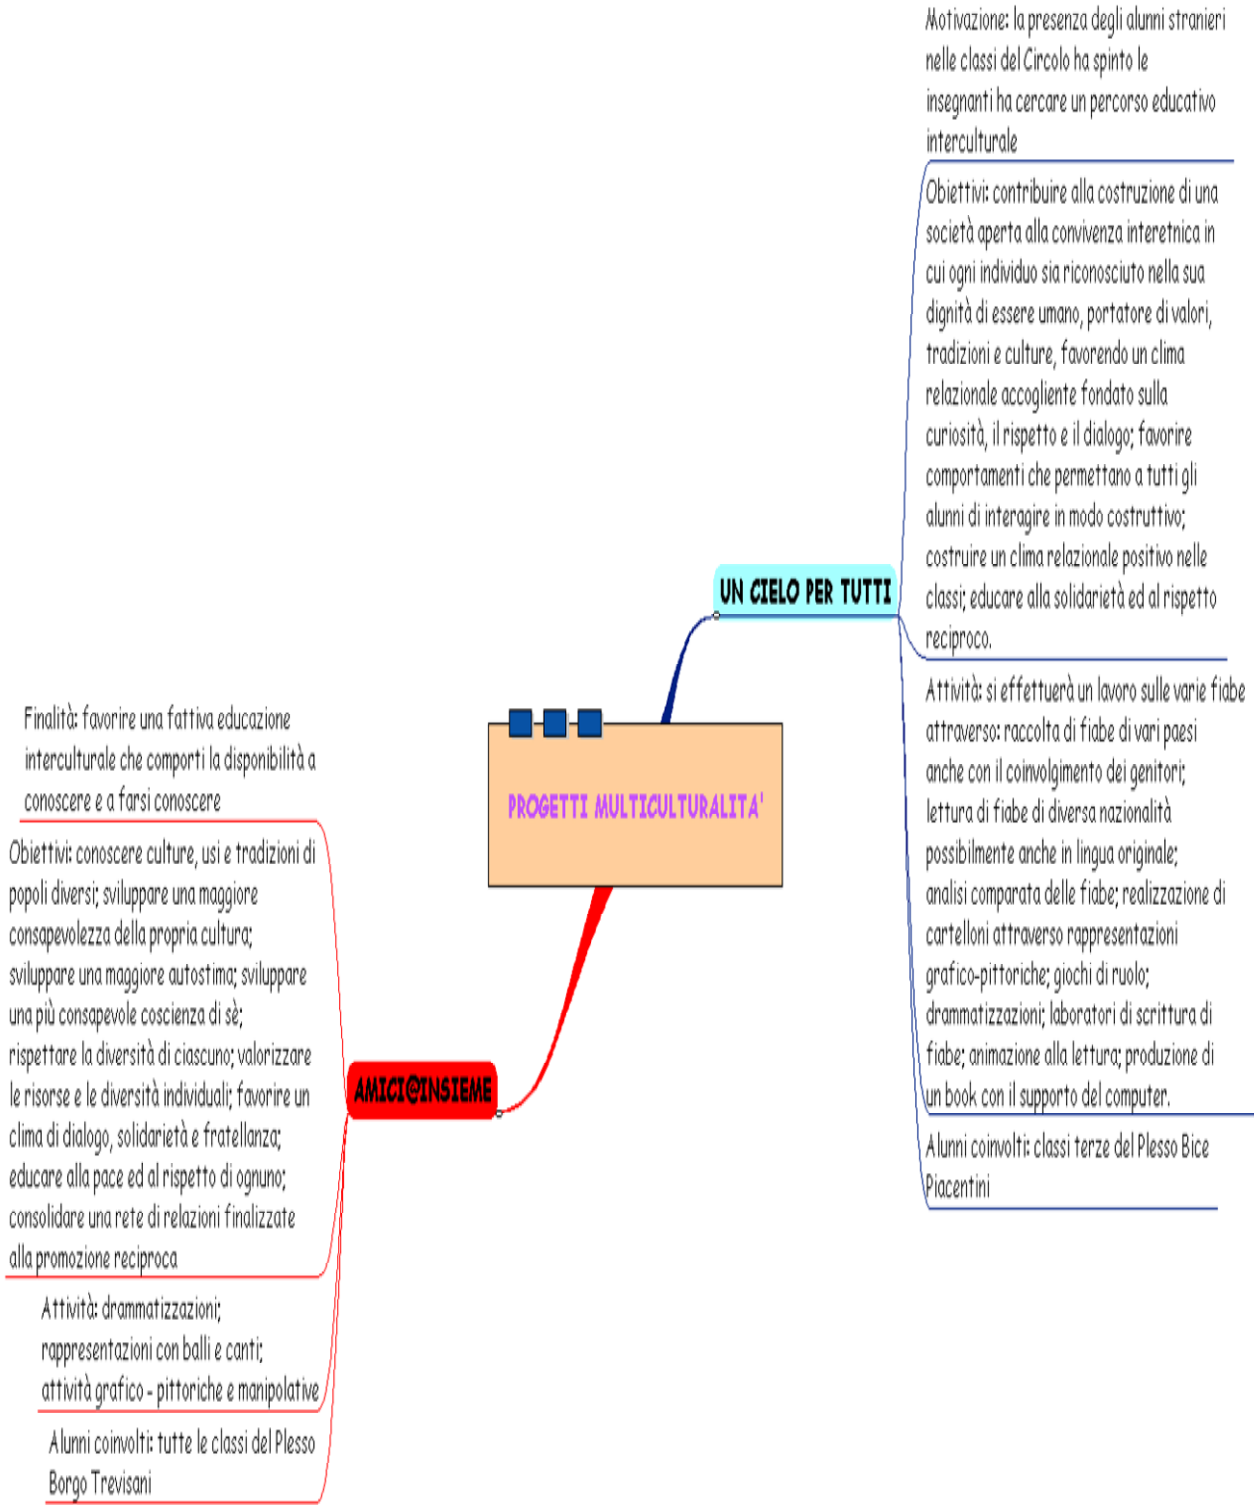 Motivazione: la presenza degli alunni stranieri
nelle classi del Circolo ha spinto le
insegnanti ha cercare un percorso educativo
interculturale
Obiettivi: contribuire alla costruzione di una
società aperta alla convivenza interetnica in
cui ogni individuo sia riconosciuto nella sua
dignità di essere umano, portatore di valori,
tradizioni e culture, favorendo un clima
relazionale accogliente fondato sulla
curiosità, il rispetto e il dialogo; favorire
comportamenti che permettano a tutti gli
alunni di interagire in modo costruttivo;
costruire un clima relazionale positivo nelle
classi; educare alla solidarietà ed al rispetto
reciproco.
UN CIELO PER TUTTI
Attività: si effettuerà un lavoro sulle varie fiabe
attraverso: raccolta di fiabe di vari paesi
anche con il coinvolgimento dei genitori;
lettura di fiabe di diversa nazionalità
possibilmente anche in lingua originale;
analisi comparata delle fiabe; realizzazione di
cartelloni attraverso rappresentazioni
grafico-pittoriche; giochi di ruolo;
drammatizzazioni; laboratori di scrittura di
fiabe; animazione alla lettura; produzione di
un book con il supporto del computer.
Alunni coinvolti: classi terze del Plesso Bice
Piacentini
PROGETTI MULTICULTURALITA'
Finalità: favorire una fattiva educazione
interculturale che comporti la disponibilità a
conoscere e a farsi conoscere
Obiettivi: conoscere culture, usi e tradizioni di
popoli diversi; sviluppare una maggiore
consapevolezza della propria cultura;
sviluppare una maggiore autostima; sviluppare
una più consapevole coscienza di sè;
rispettare la diversità di ciascuno; valorizzare
le risorse e le diversità individuali; favorire un
clima di dialogo, solidarietà e fratellanza;
educare alla pace ed al rispetto di ognuno;
consolidare una rete di relazioni finalizzate
alla promozione reciproca
AMICI@INSIEME
Attività: drammatizzazioni;
rappresentazioni con balli e canti;
attività grafico - pittoriche e manipolative
Alunni coinvolti: tutte le classi del Plesso
Borgo Trevisani